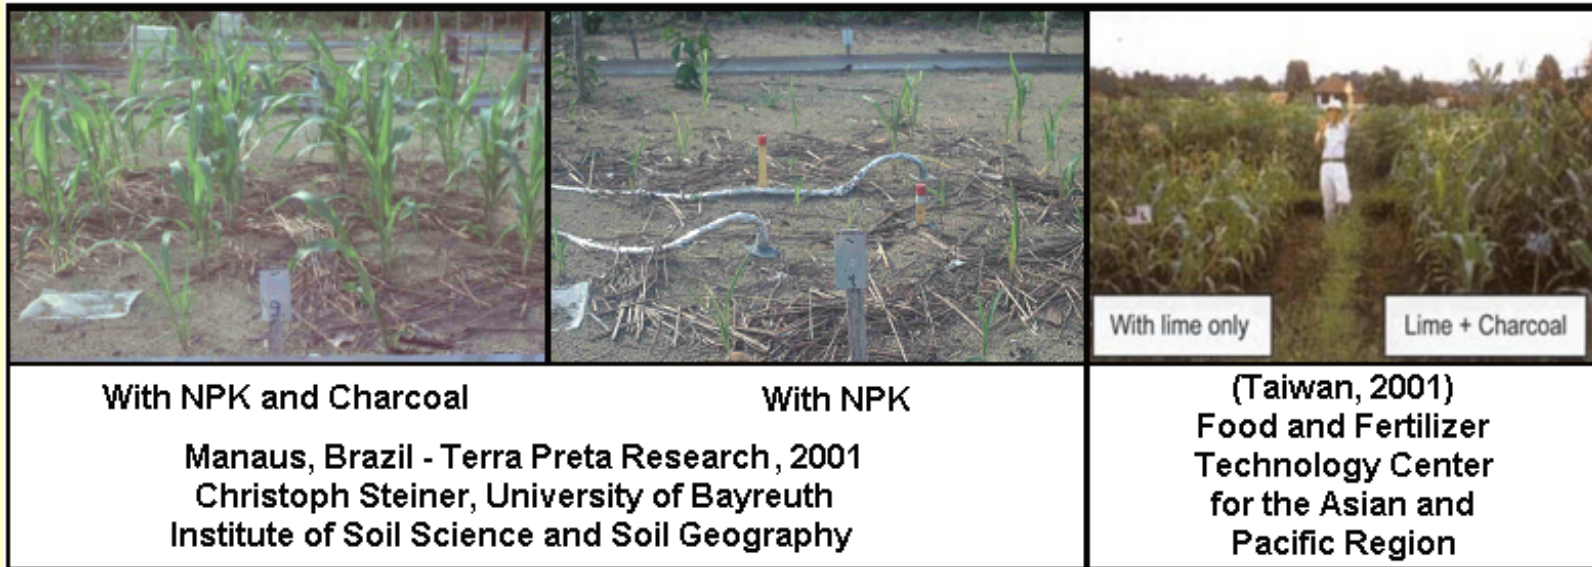 With lime only
Lime + Charcoal
With NPK and Charcoal
With NPK
Manaus, Brazil - Terra Preta Research, 2001
Christoph Steiner, University of Bayreuth
Institute of Soil Science and Soil Geography
(Taiwan, 2001)
Food and Fertilizer
Technology Center
for the Asian and
Pacific Region